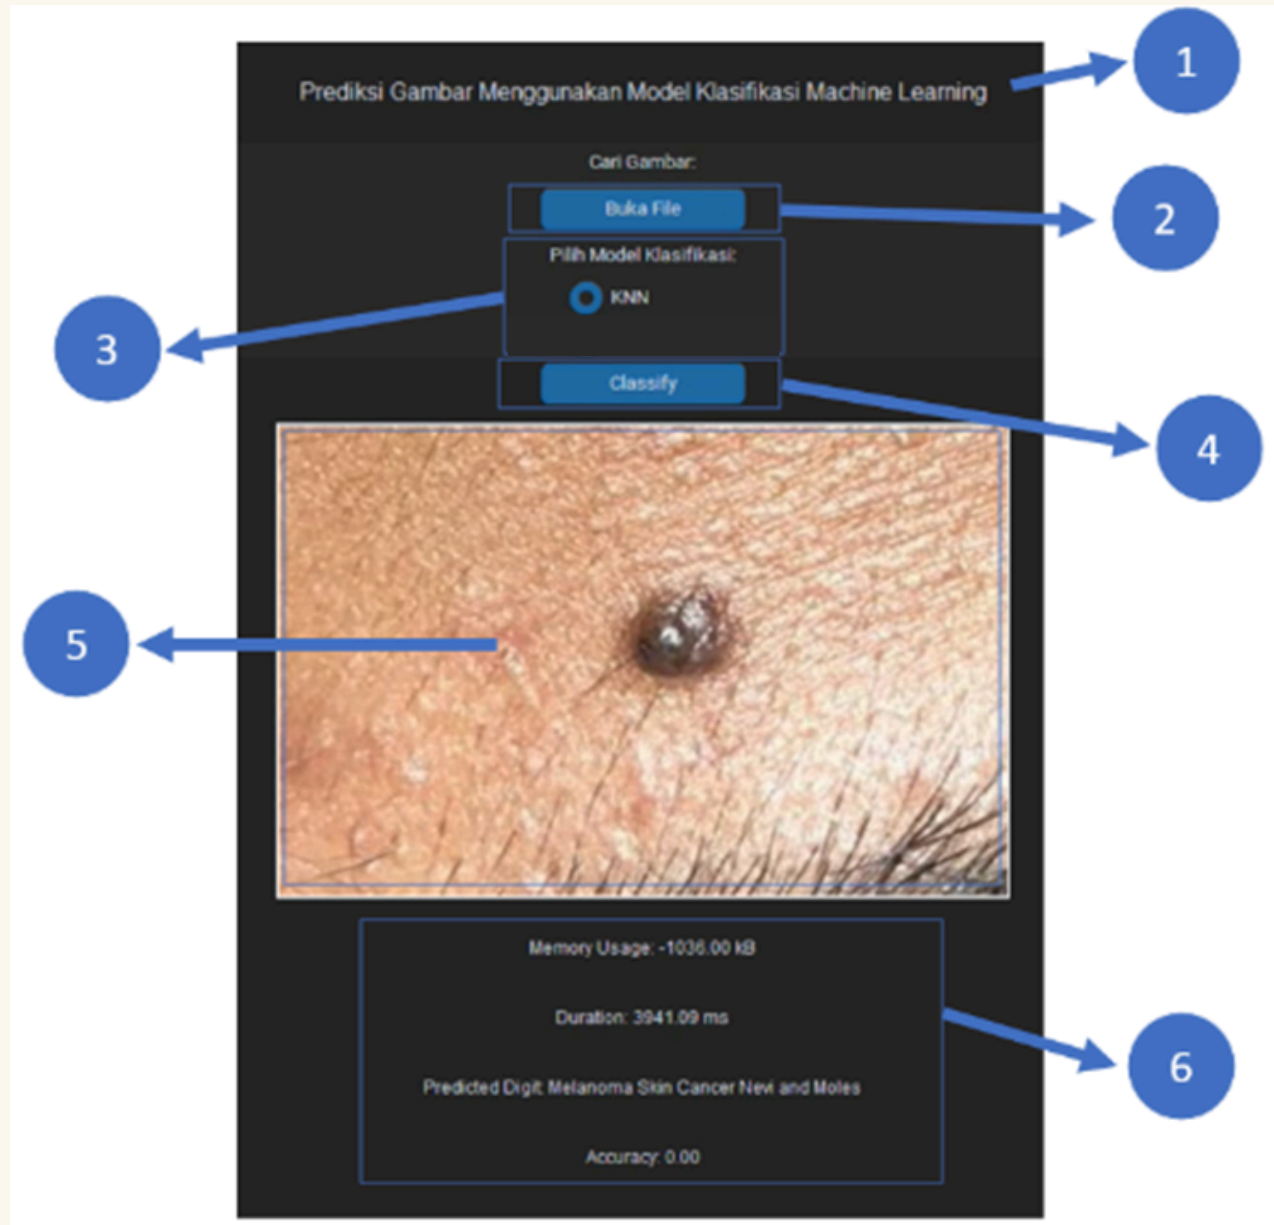 Prediksi Gambar Menggunakan Model Klasifikasi Machine Learning
1
Cari Gambar:
Buka File
2
Pilih Model Klasifikasi:
KNN
3
Classify
4
5
Memory Usage: -1036.00 kB
Duration: 3941.09 ms
Predicted Digit: Melanoma Skin Cancer Nevi and Moles
Accuracy: 0.00
6